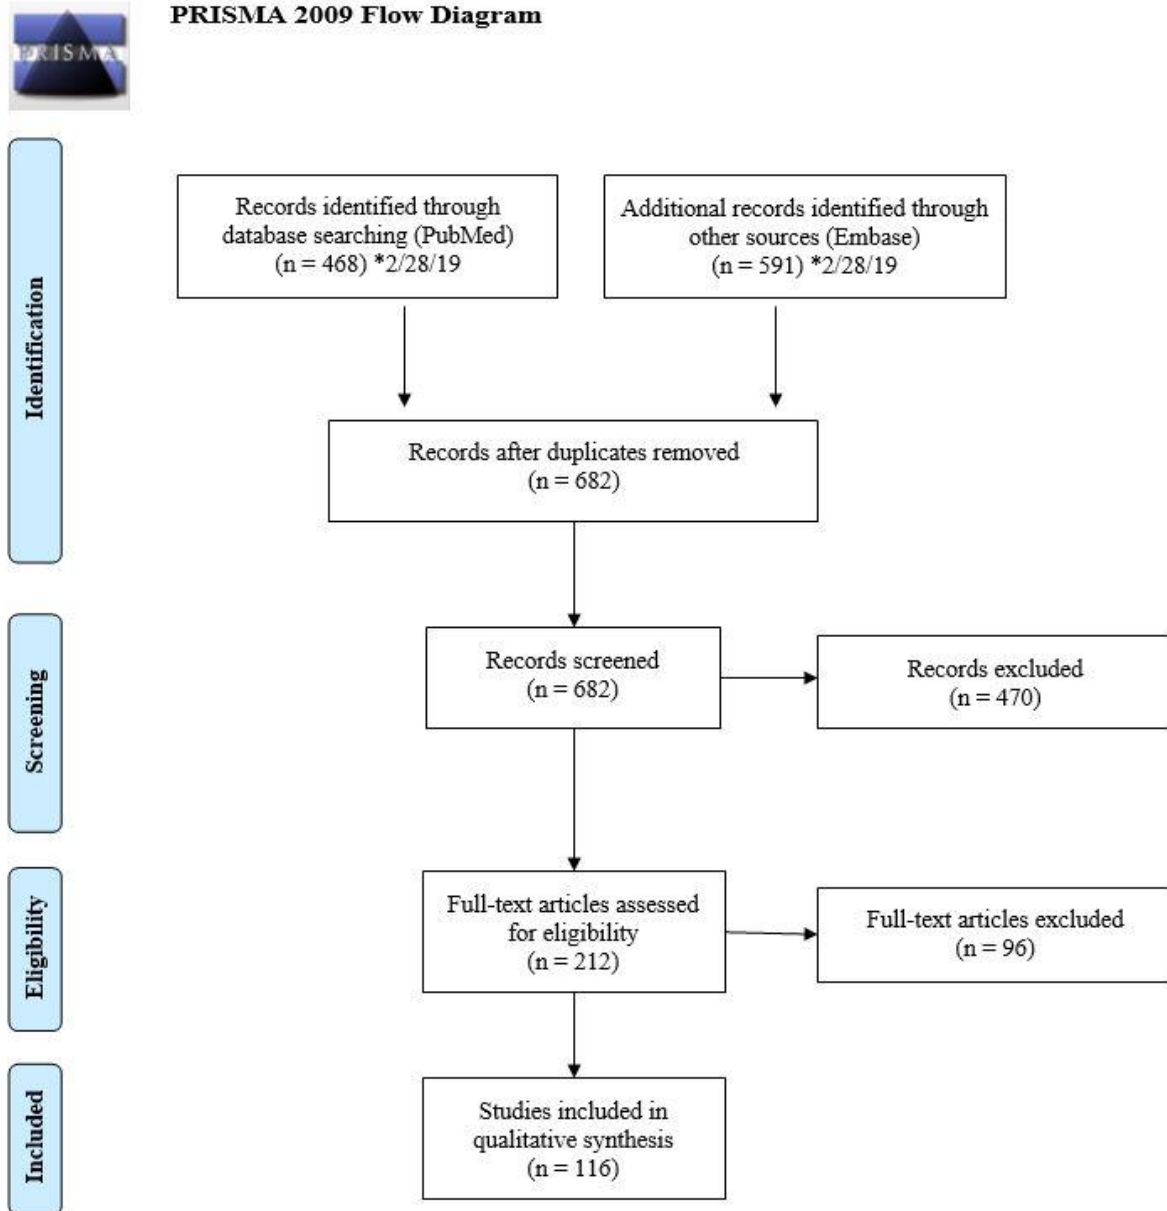 PRISMA 2009 Flow Diagram
PRISMA
Identification
Records identified through
database searching (PubMed)
(n = 468) *2/28/19
Additional records identified through
other sources (Embase)
(n = 591) *2/28/19
Records after duplicates removed
(n = 682)
Screening
Records screened
(n = 682)
Records excluded
(n = 470)
Eligibility
Full-text articles assessed
for eligibility
(n = 212)
Full-text articles excluded
(n = 96)
Included
Studies included in
qualitative synthesis
(n = 116)